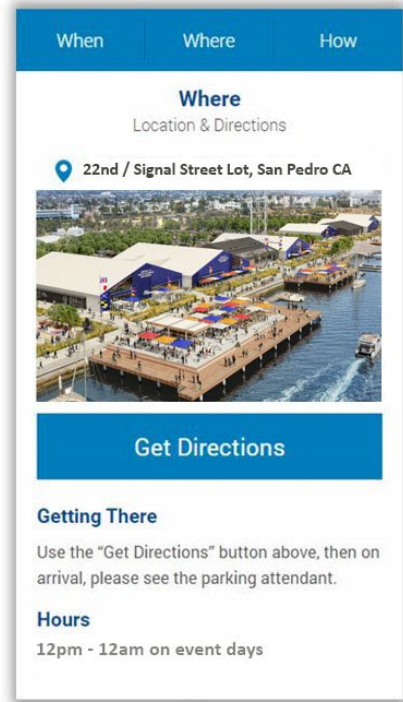 When Where How
Where
Location & Directions
22nd / Signal Street Lot, San Pedro CA
Get Directions
Getting There
Use the “Get Directions” button above, then on
arrival, please see the parking attendant.
Hours
12pm - 12am on event days